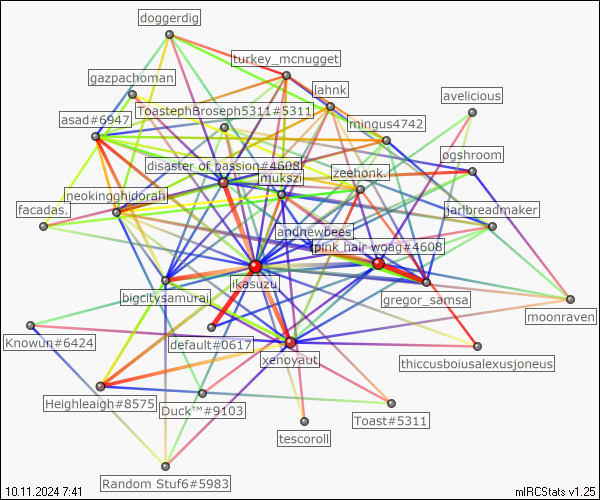 doggerdig
turkey_mcnugget
gazpachoman
lahnk
avelicious
ToastephBroseph5311#5311
asad#6947
mingus4742
ogshroom
disaster of passion#4608
zeehonk.
mukszi
neokingghidorah
facadas.
jarlbreadmaker
andnewbees
pink hair woag#4608
ikasuzu
bigcitysamurai
gregor_samsa
moonraven
Knowun#6424
default#0617
xenoyaut
thiccusboiusalexusjoneus
Heighleigh#8575
Duck™#9103
Toast#5311
tescoroll
Random Stuf6#5983
10.11.2024 7:41
mIRCStats v1.25